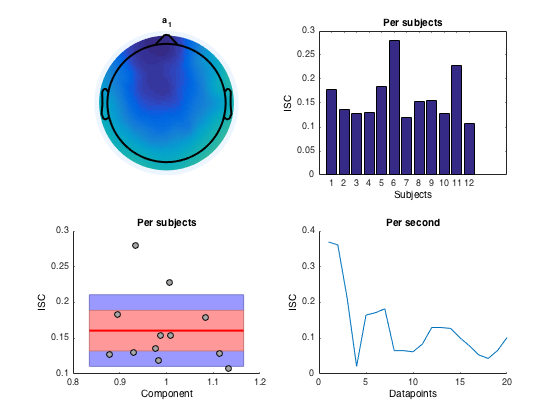 a1
Per subjects
0.3
0.25
0.2
0.15
0.1
0.05
0
ISC
1 2 3 4 5 6 7 8 9 10 11 12
Subjects
Per subjects
0.3
0.25
0.2
0.15
0.1
ISC
0.8 0.9 1 1.1 1.2
Component
Per second
0.4
0.3
0.2
0.1
0
ISC
0 5 10 15 20
Datapoints